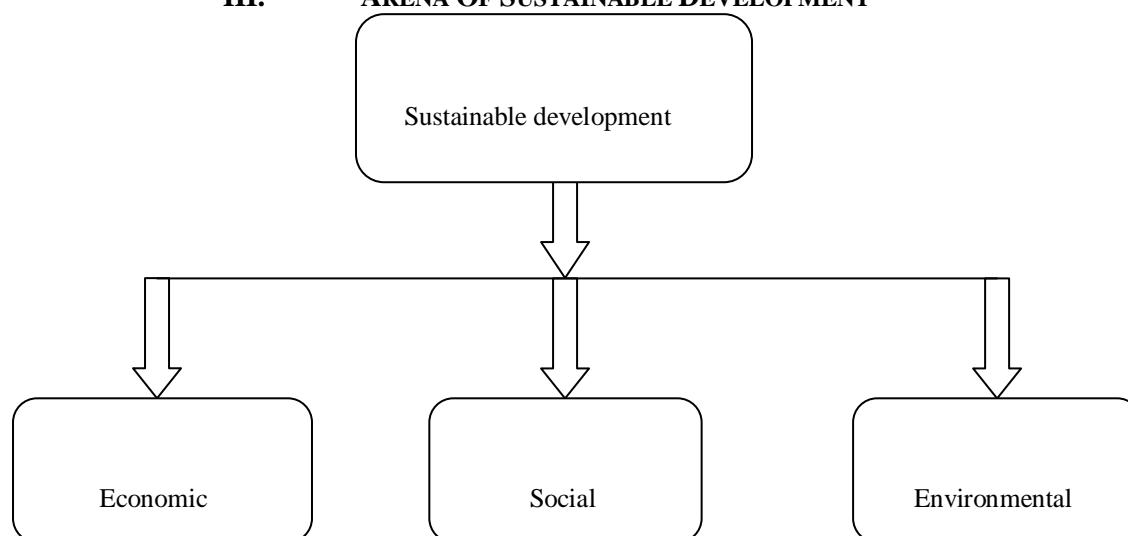 III. ARENA OF SUSTAINABLE DEVELOPMENT
Sustainable development
Economic
Social
Environmental